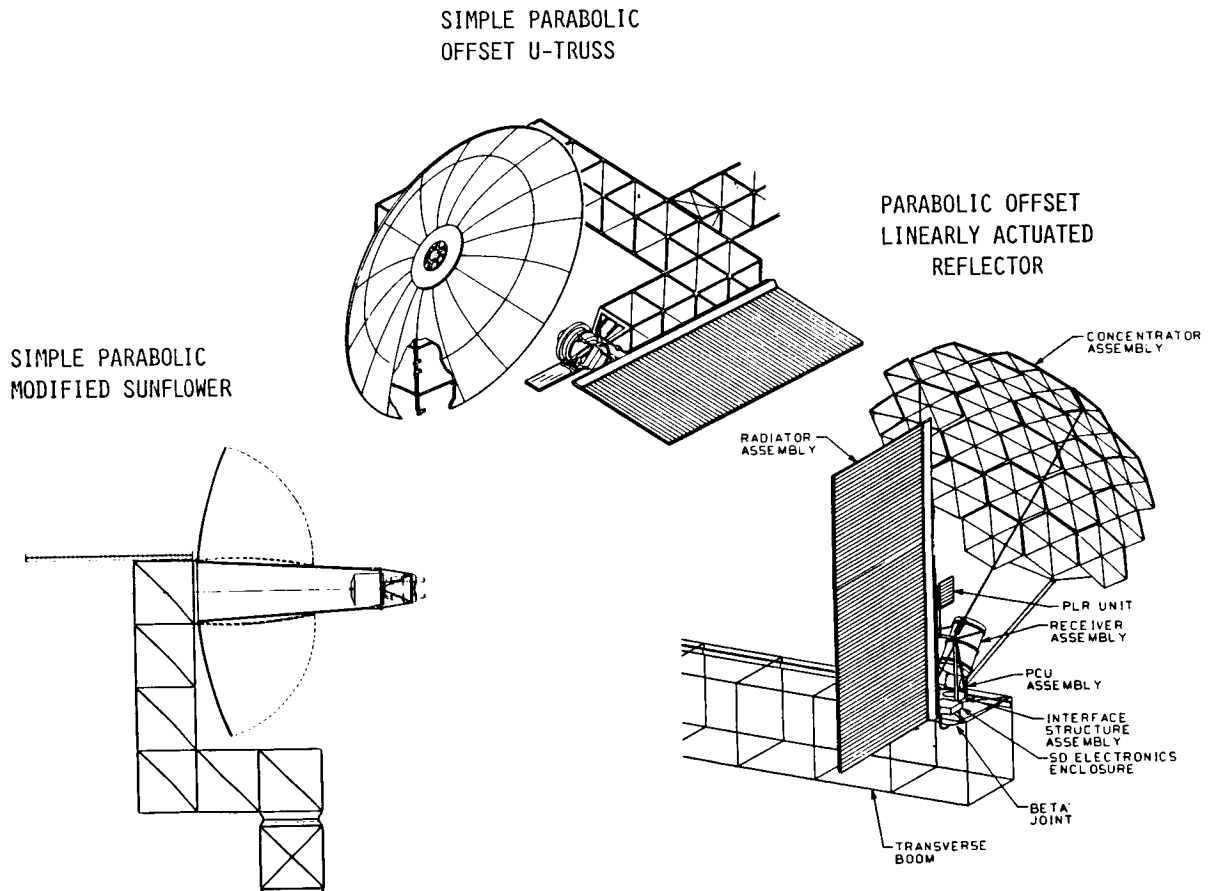 SIMPLE PARABOLIC
OFFSET U-TRUSS
PARABOLIC OFFSET
LINEARLY ACTUATED
REFLECTOR
SIMPLE PARABOLIC
MODIFIED SUNFLOWER
CONCENTRATOR
ASSEMBLY
RADIATOR
ASSEMBLY
PLR UNIT
RECEIVER
ASSEMBLY
PCU
ASSEMBLY
INTERFACE
STRUCTURE
ASSEMBLY
SD ELECTRONICS
ENCLOSURE
BETA
JOINT
TRANSVERSE
BOOM